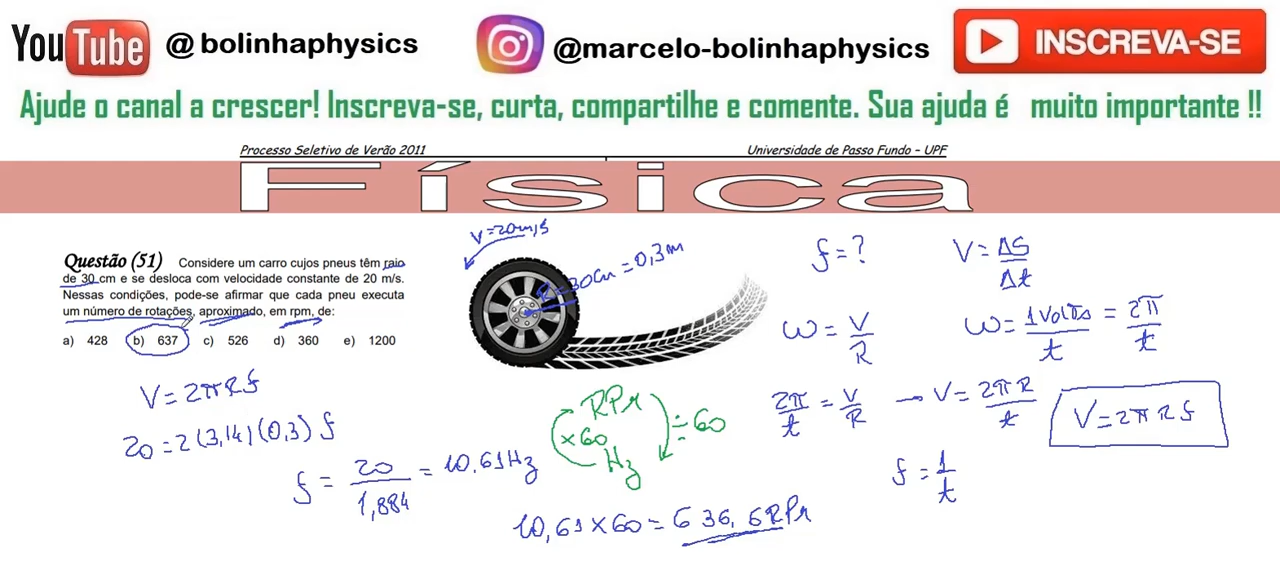 YouTube @bolinhaphysics @marcelo-bolinhaphysics INSCREVA-SE
Ajude o canal a crescer! Inscreva-se, curta, compartilhe e comente. Sua ajuda é muito importante !!
Processo Seletivo de Verão 2011 Universidade de Passo Fundo – UPF
Física
Questão (51) Considere um carro cujos pneus têm raio
de 30 cm e se desloca com velocidade constante de 20 m/s.
Nessas condições, pode-se afirmar que cada pneu executa
um número de rotações, aproximado, em rpm, de:
a) 428 b) 637 c) 526 d) 360 e) 1200
V=20m/s
R=30cm=0,3m
f=?
V=ΔS/Δt
ω=V/R
ω=1volta/t=2π/t
2π/t=V/R → V=2πR/t
V=2πRf
f=1/t
V=2πRf
20=2(3,14)(0,3)f
f=20/1,884=10,61Hz
RPM
×60
÷60
Hz
10,61×60=636,6RPM